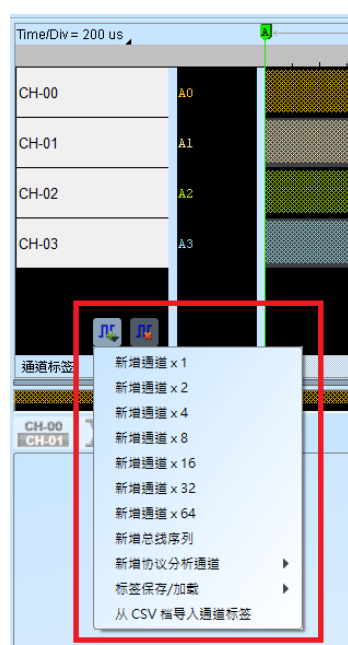 Time/Div = 200 us
A
CH-00
A0
CH-01
A1
CH-02
A2
CH-03
A3
通道标签
CH-00
CH-01
新增通道 x 1
新增通道 x 2
新增通道 x 4
新增通道 x 8
新增通道 x 16
新增通道 x 32
新增通道 x 64
新增总线序列
新增协议分析通道
标签保存/加载
从 CSV 档导入通道标签